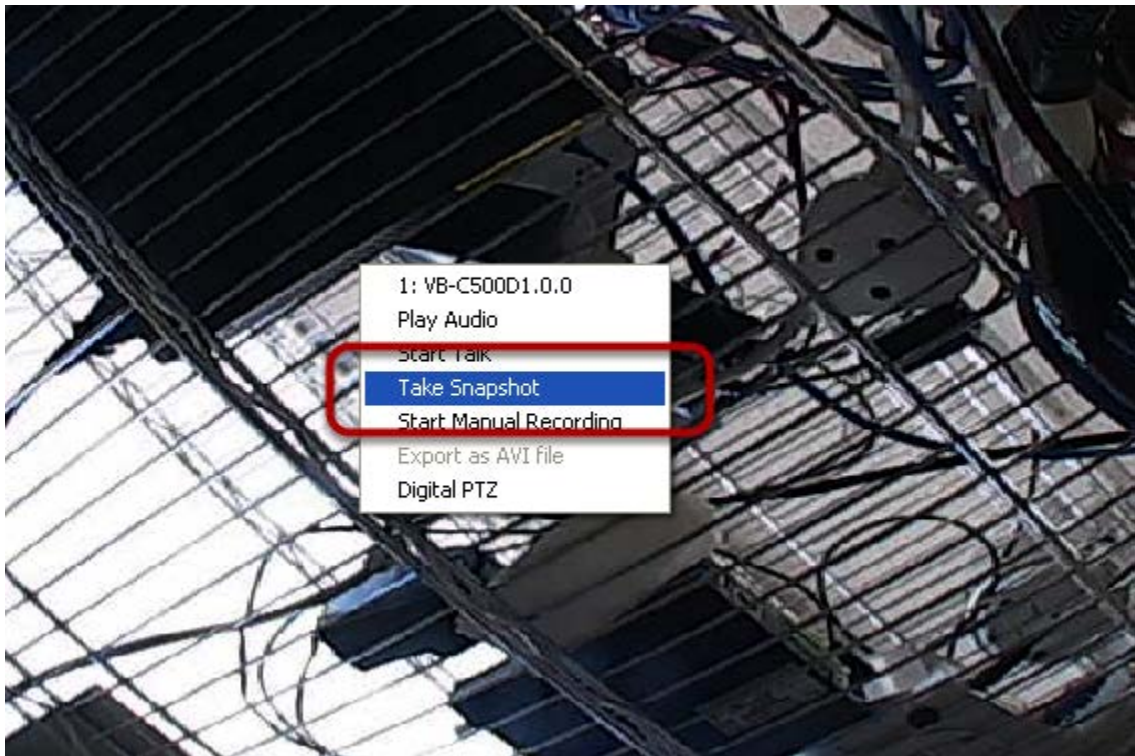 1: VB-C500D1.0.0
Play Audio
Start Talk
Take Snapshot
Start Manual Recording
Export as AVI file
Digital PTZ